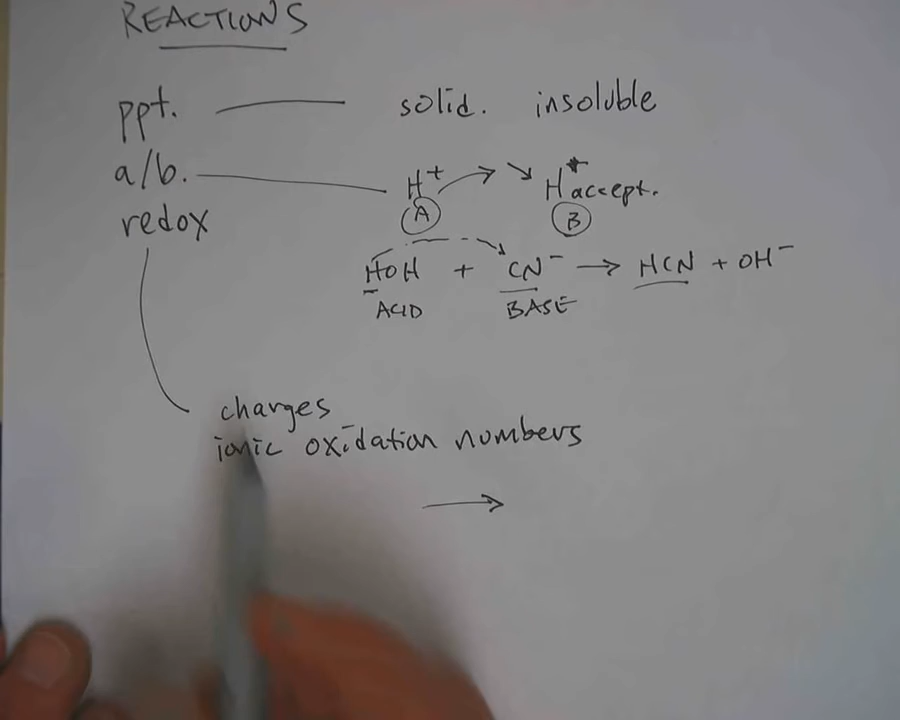 REACTIONS
ppt. — solid. insoluble
a/b. — H⁺ → ↘ H⁺ accept.
A B
redox
HOH + CN⁻ → HCN + OH⁻
ACID BASE
charges
ionic oxidation numbers
→